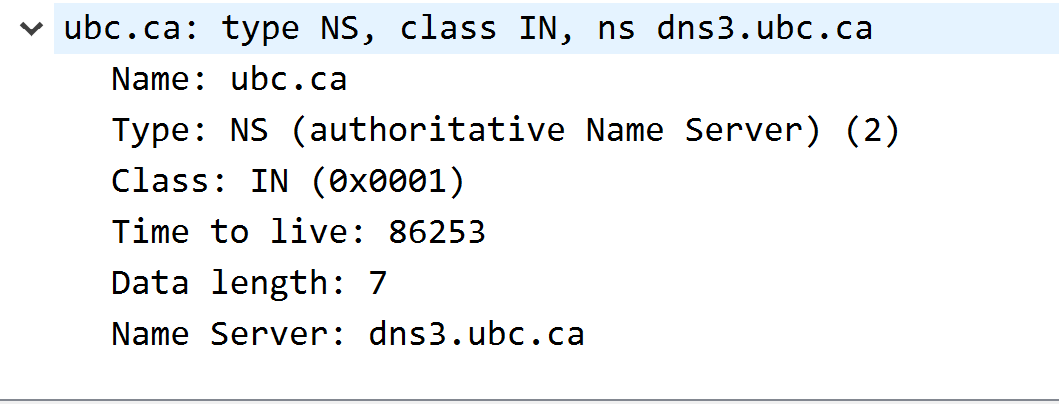 ubc.ca: type NS, class IN, ns dns3.ubc.ca
Name: ubc.ca
Type: NS (authoritative Name Server) (2)
Class: IN (0x0001)
Time to live: 86253
Data length: 7
Name Server: dns3.ubc.ca